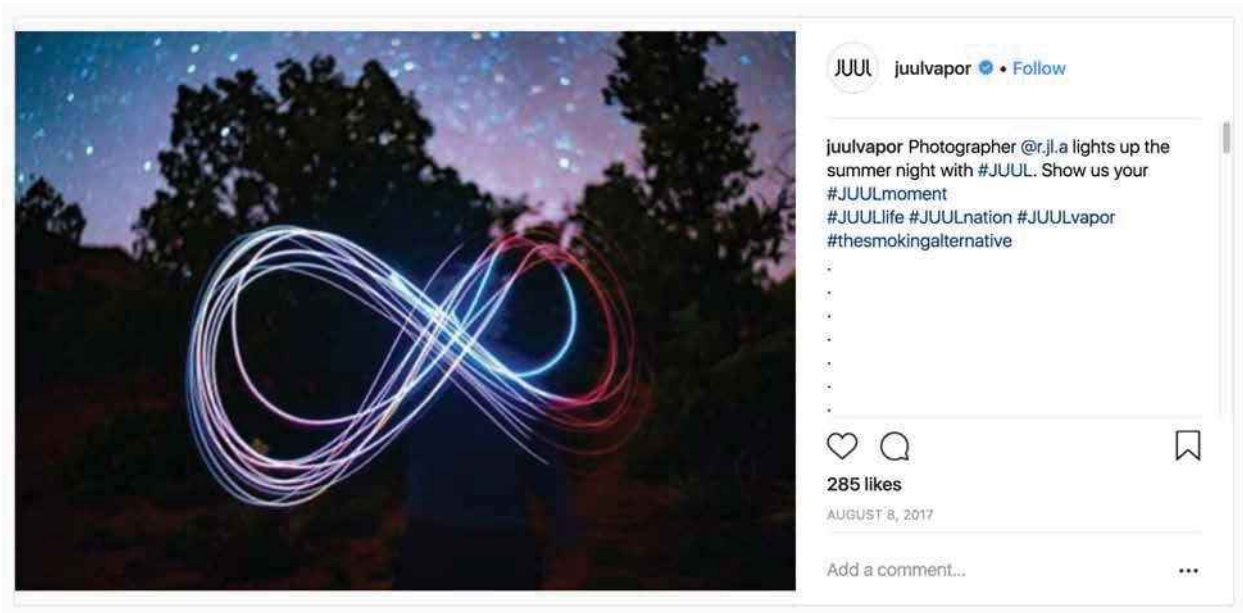 JUUL juulvapor • Follow
juulvapor Photographer @r.jl.a lights up the
summer night with #JUUL. Show us your
#JUULmoment
#JUULlife #JUULnation #JUULvapor
#thesmokingalternative
.
.
.
.
.
.
.
285 likes
AUGUST 8, 2017
Add a comment...